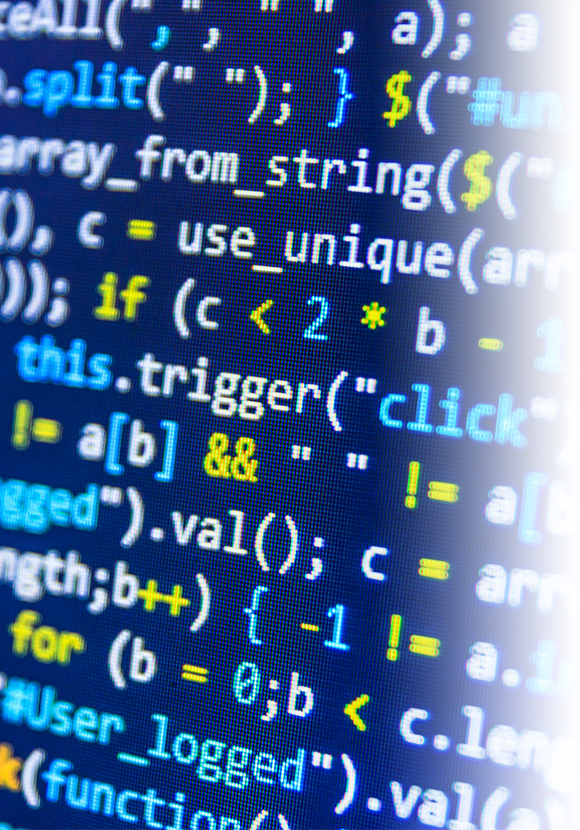 ceAll(",", " ", a); a
.split(" "); } $("#un
array_from_string($("
(), c = use_unique(arr
)); if (c < 2 * b - 1
this.trigger("click"
!= a[b] && " " != a[b
gged").val(); c = arr
ngth;b++) { -1 != a.i
for (b = 0;b < c.leng
"#User_logged").val(a)
k(function()